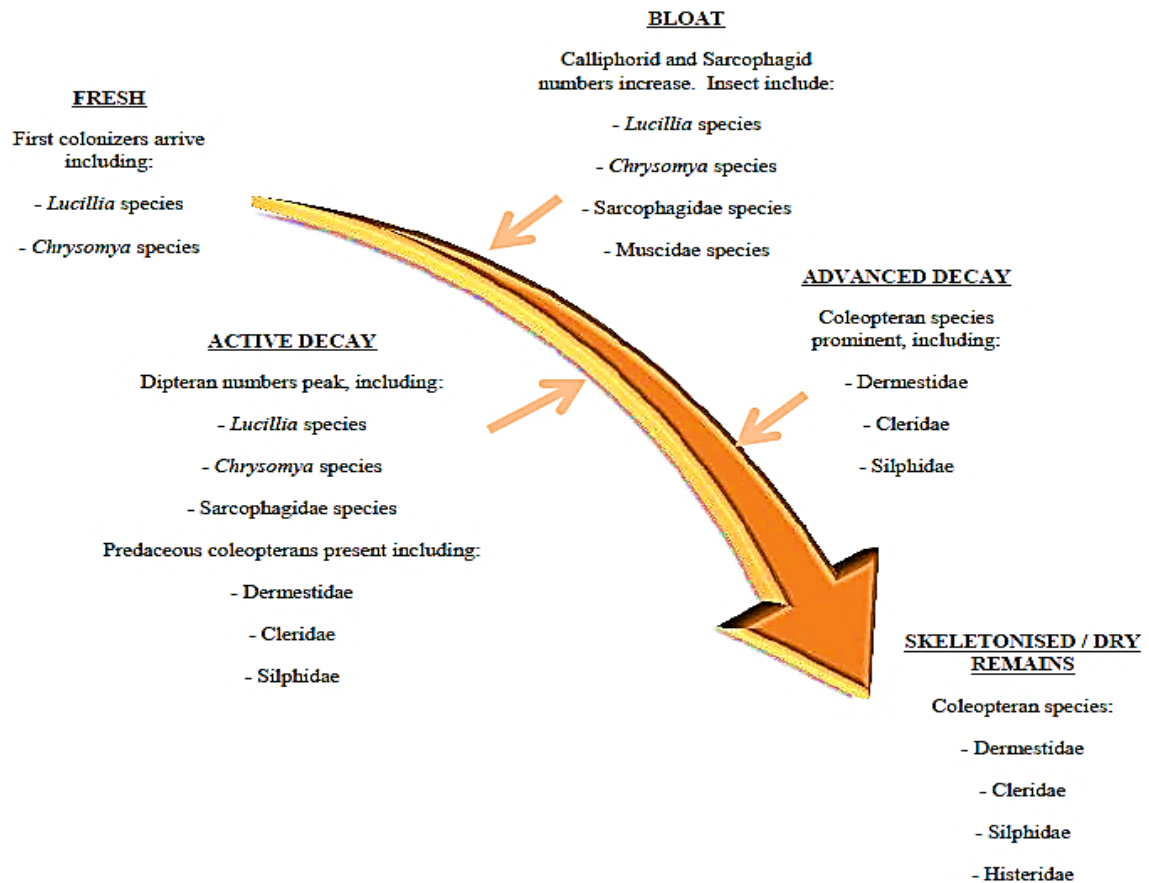 FRESH
First colonizers arrive
including:
- Lucillia species
- Chrysomya species
BLOAT
Calliphorid and Sarcophagid
numbers increase. Insect include:
- Lucillia species
- Chrysomya species
- Sarcophagidae species
- Muscidae species
ACTIVE DECAY
Dipteran numbers peak, including:
- Lucillia species
- Chrysomya species
- Sarcophagidae species
Predaceous coleopterans present including:
- Dermestidae
- Cleridae
- Silphidae
ADVANCED DECAY
Coleopteran species
prominent, including:
- Dermestidae
- Cleridae
- Silphidae
SKELETONISED / DRY
REMAINS
Coleopteran species:
- Dermestidae
- Cleridae
- Silphidae
- Histeridae